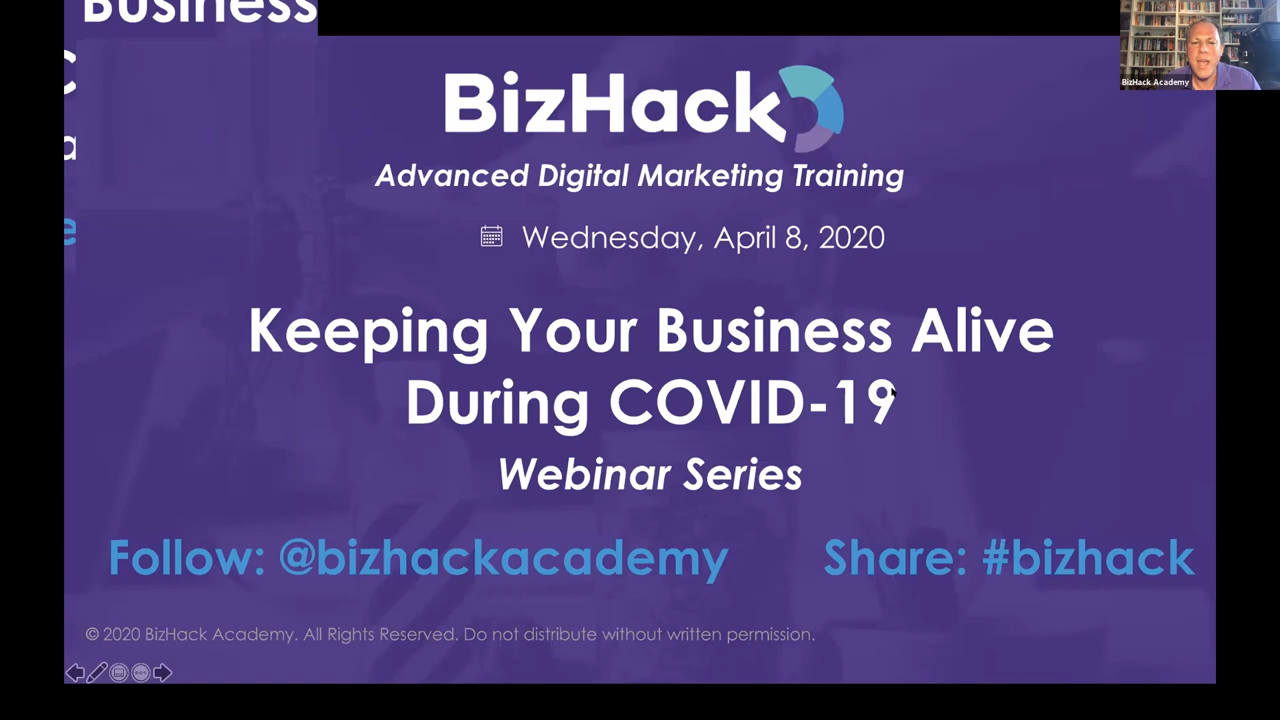 Business
C
a
e
BizHack
Advanced Digital Marketing Training
Wednesday, April 8, 2020
Keeping Your Business Alive
During COVID-19
Webinar Series
Follow: @bizhackacademy
Share: #bizhack
© 2020 BizHack Academy. All Rights Reserved. Do not distribute without written permission.
BizHack Academy